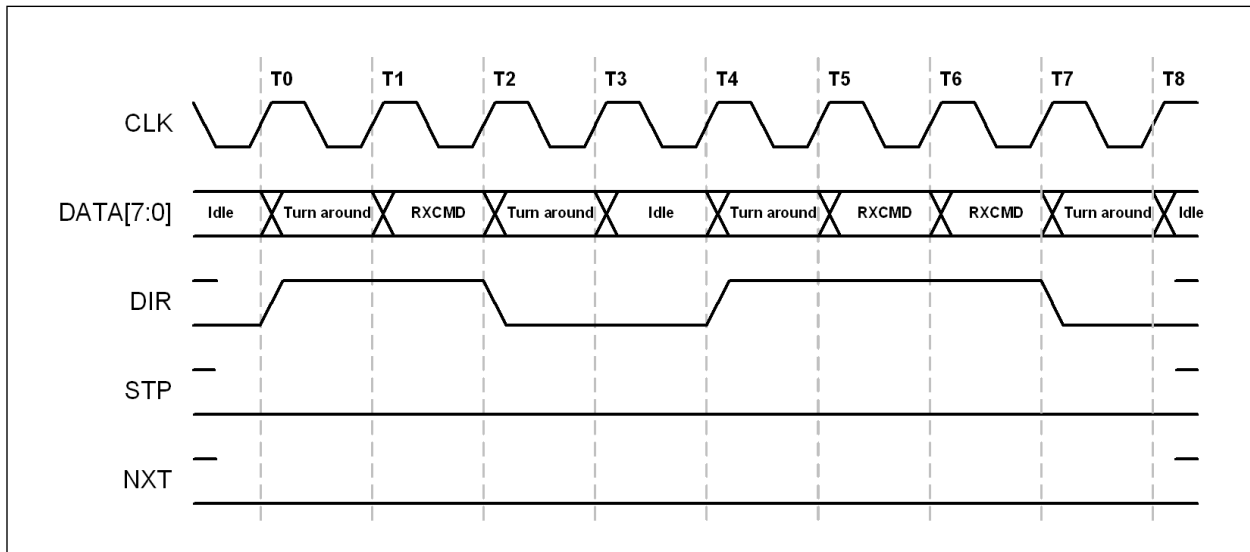 T0 T1 T2 T3 T4 T5 T6 T7 T8
CLK
DATA[7:0] Idle Turn around RXCMD Turn around Idle Turn around RXCMD RXCMD Turn around Idle
DIR
STP
NXT